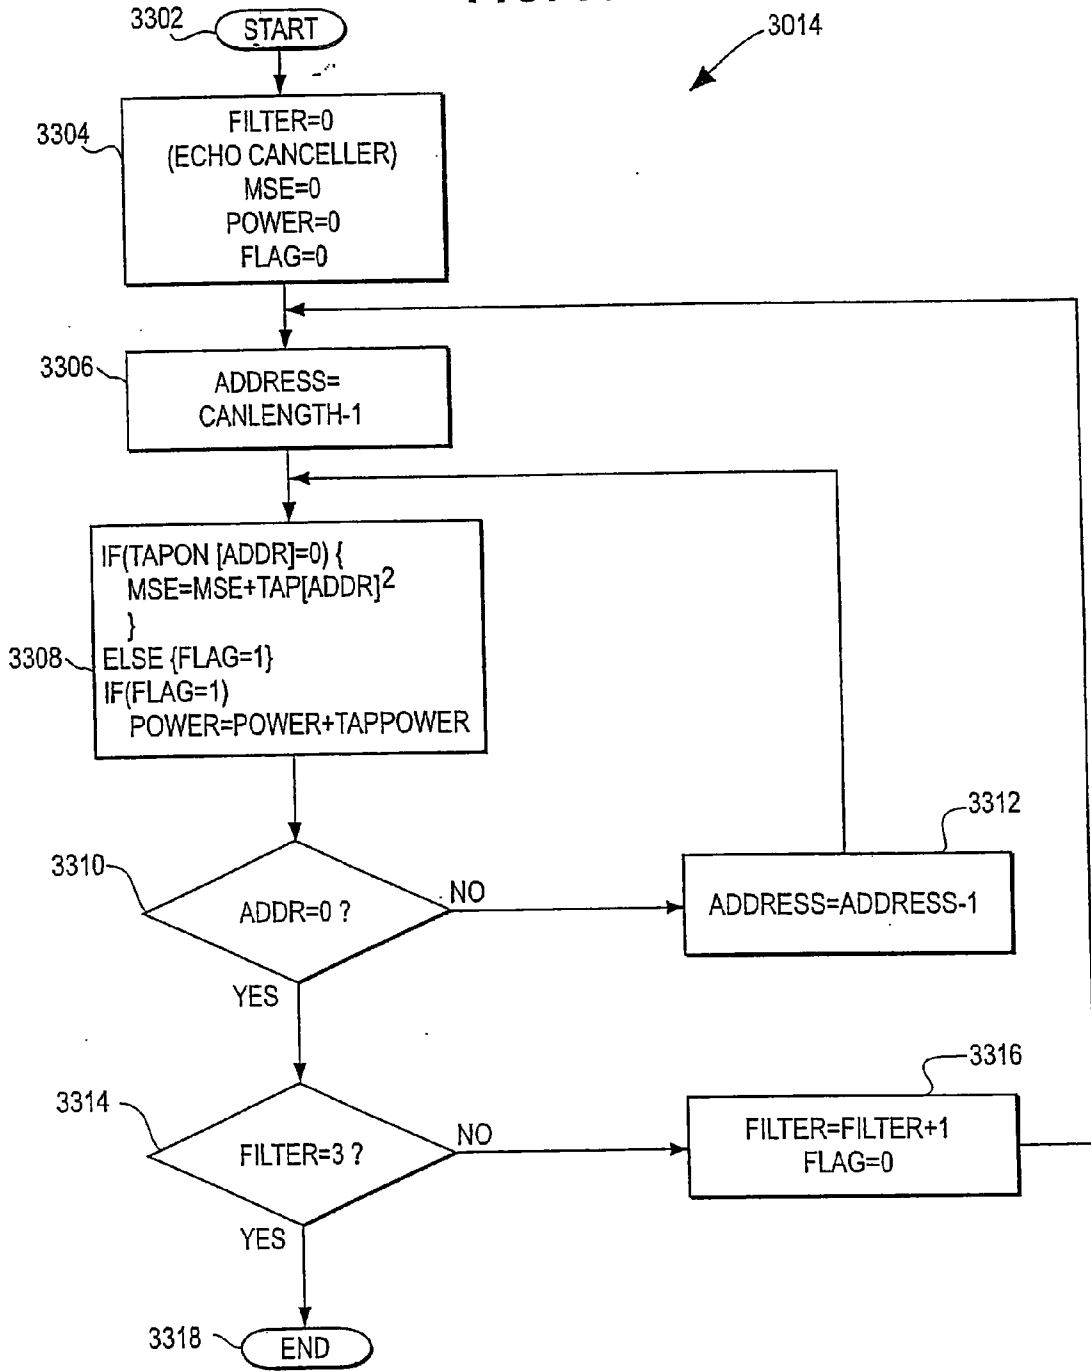 3302
START
3014
3304
FILTER=0
(ECHO CANCELLER)
MSE=0
POWER=0
FLAG=0
3306
ADDRESS=
CANLENGTH-1
3308
IF(TAPON [ADDR]=0) {
MSE=MSE+TAP[ADDR]²
}
ELSE {FLAG=1}
IF(FLAG=1)
POWER=POWER+TAPPOWER
3310
ADDR=0 ?
NO
YES
3312
ADDRESS=ADDRESS-1
3314
FILTER=3 ?
NO
YES
3316
FILTER=FILTER+1
FLAG=0
3318
END